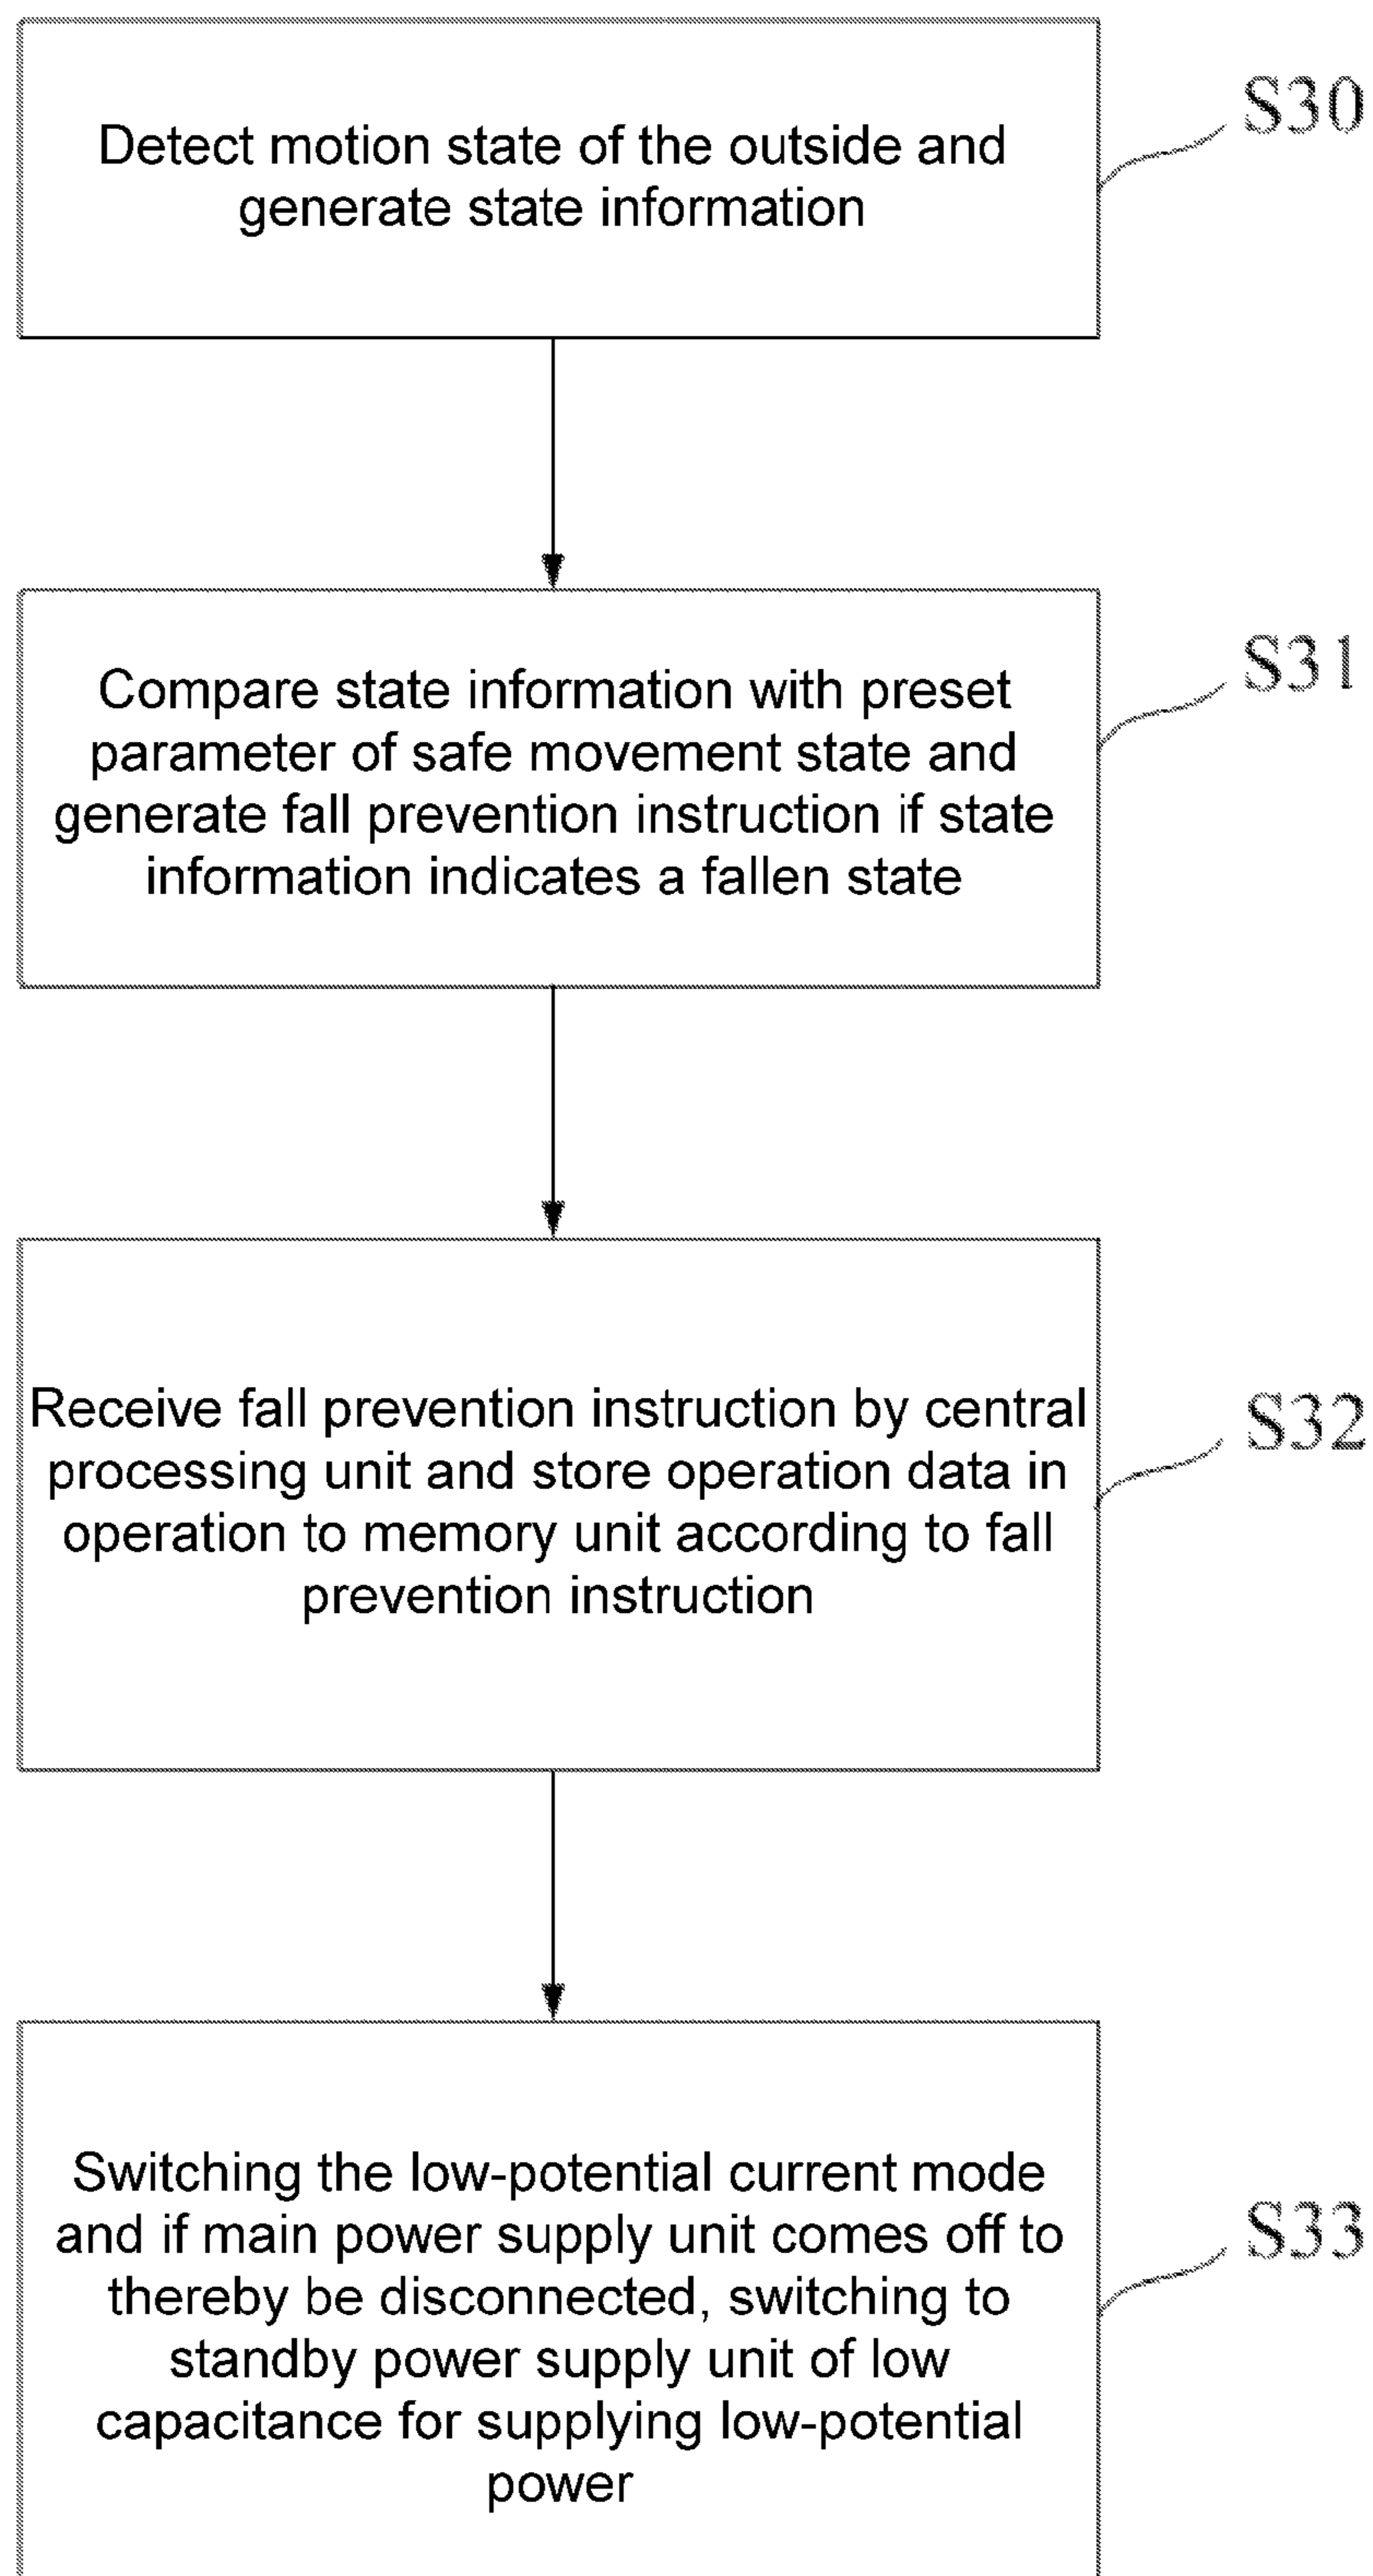 Detect motion state of the outside and
generate state information
S30
Compare state information with preset
parameter of safe movement state and
generate fall prevention instruction if state
information indicates a fallen state
S31
Receive fall prevention instruction by central
processing unit and store operation data in
operation to memory unit according to fall
prevention instruction
S32
Switching the low-potential current mode
and if main power supply unit comes off to
thereby be disconnected, switching to
standby power supply unit of low
capacitance for supplying low-potential
power
S33